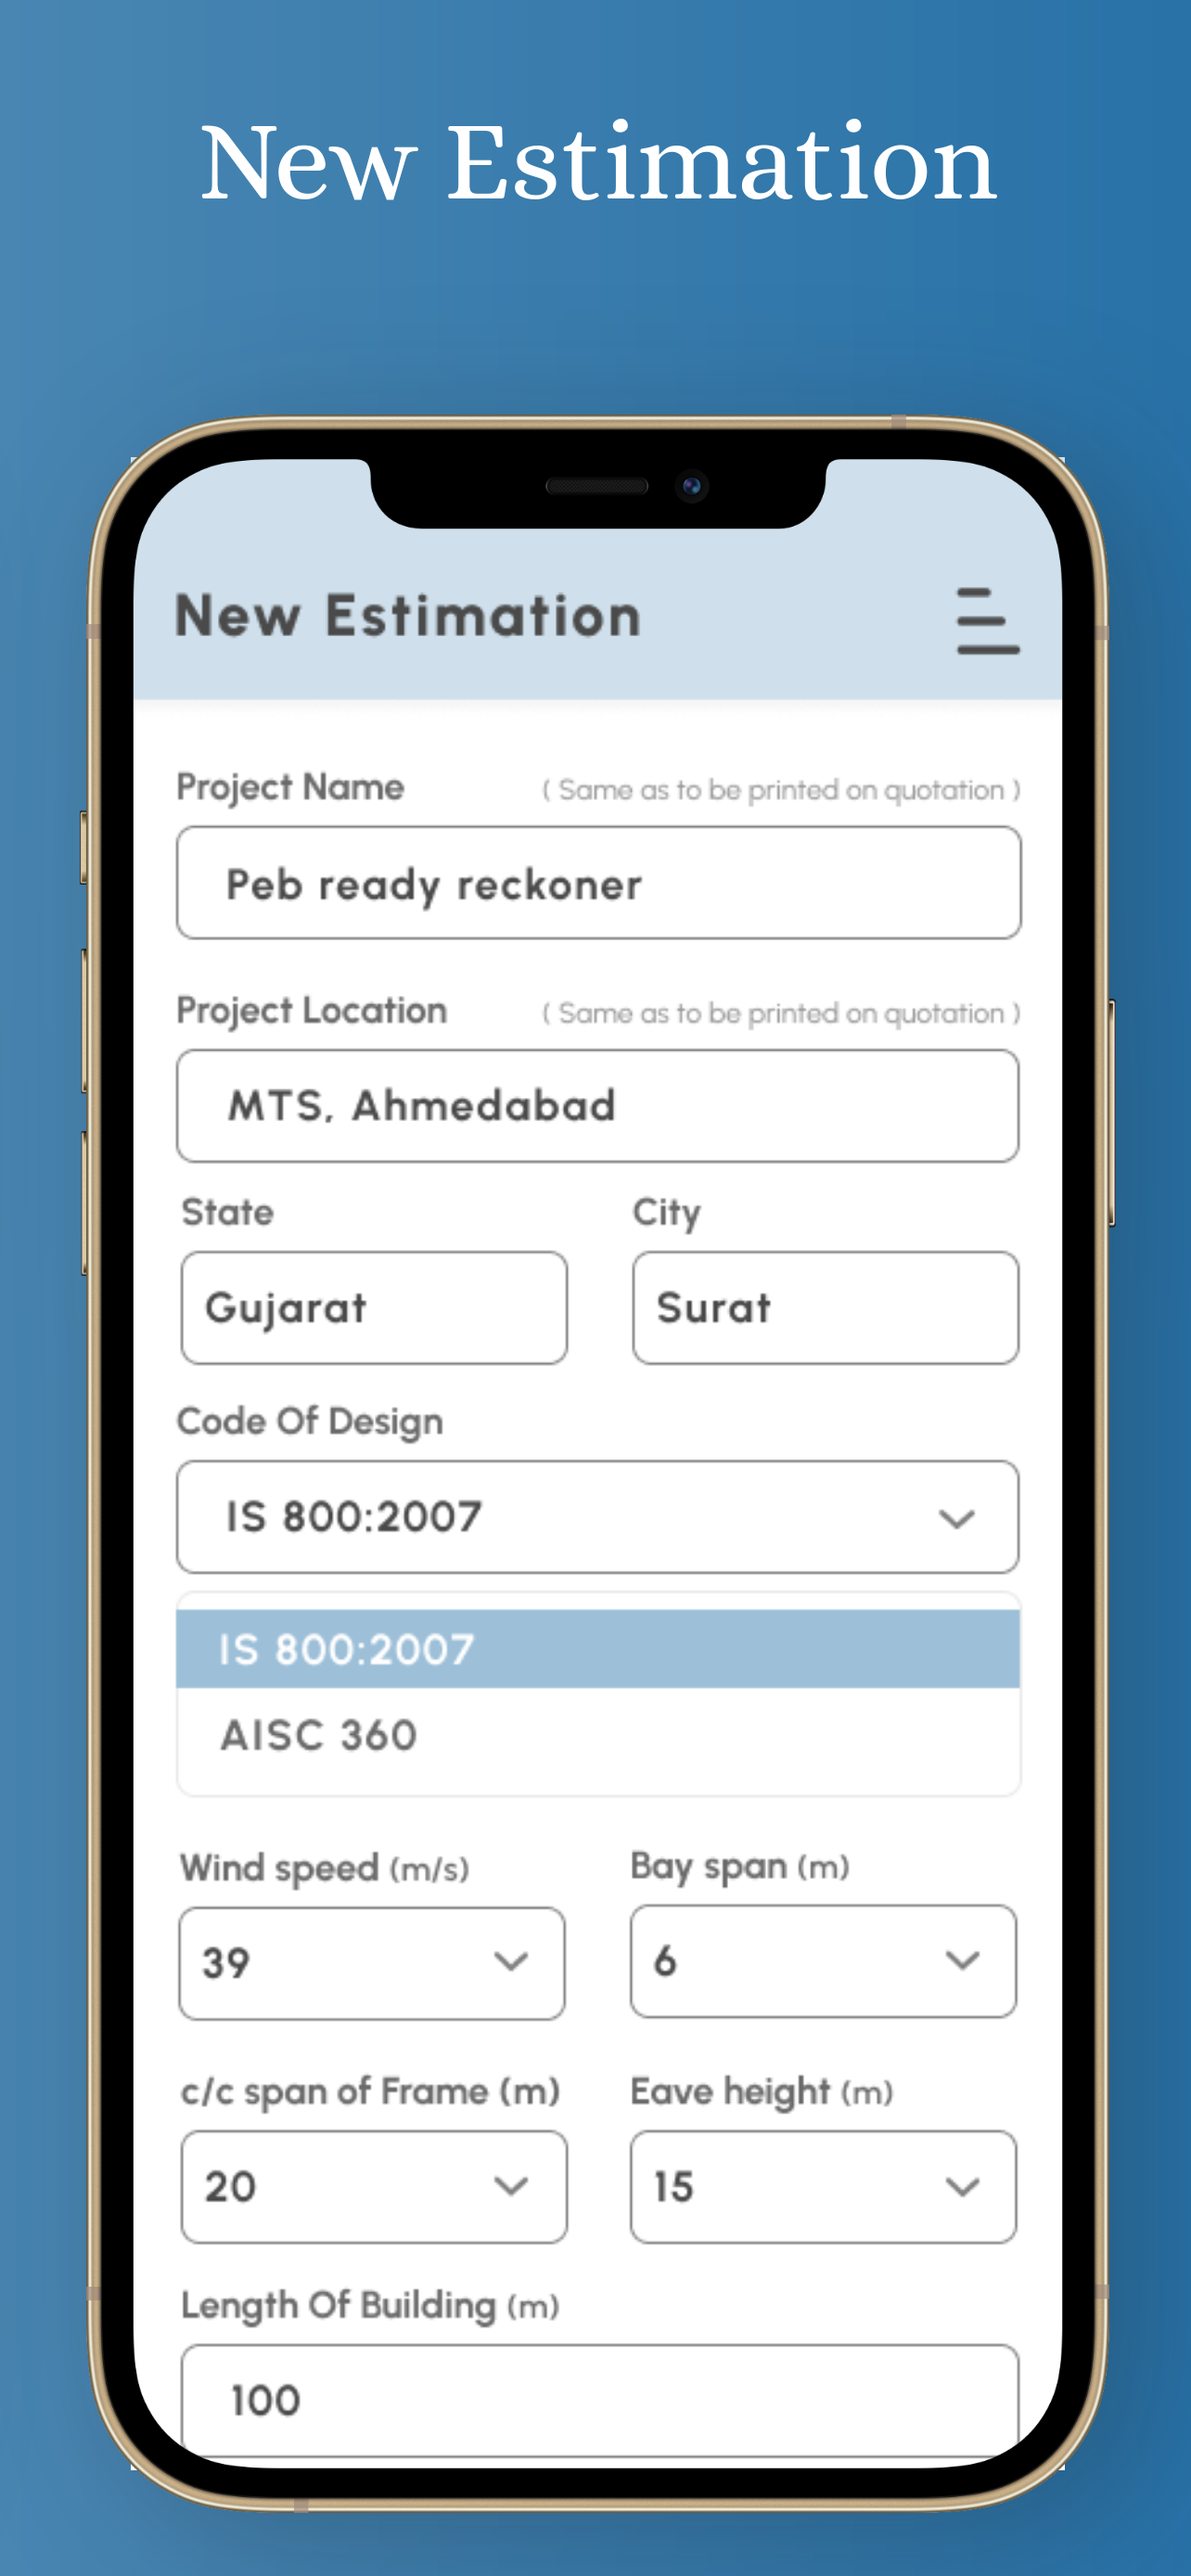 New Estimation
New Estimation
Project Name ( Same as to be printed on quotation )
Peb ready reckoner
Project Location ( Same as to be printed on quotation )
MTS, Ahmedabad
State City
Gujarat Surat
Code Of Design
IS 800:2007
IS 800:2007
AISC 360
Wind speed (m/s) Bay span (m)
39 6
c/c span of Frame (m) Eave height (m)
20 15
Length Of Building (m)
100